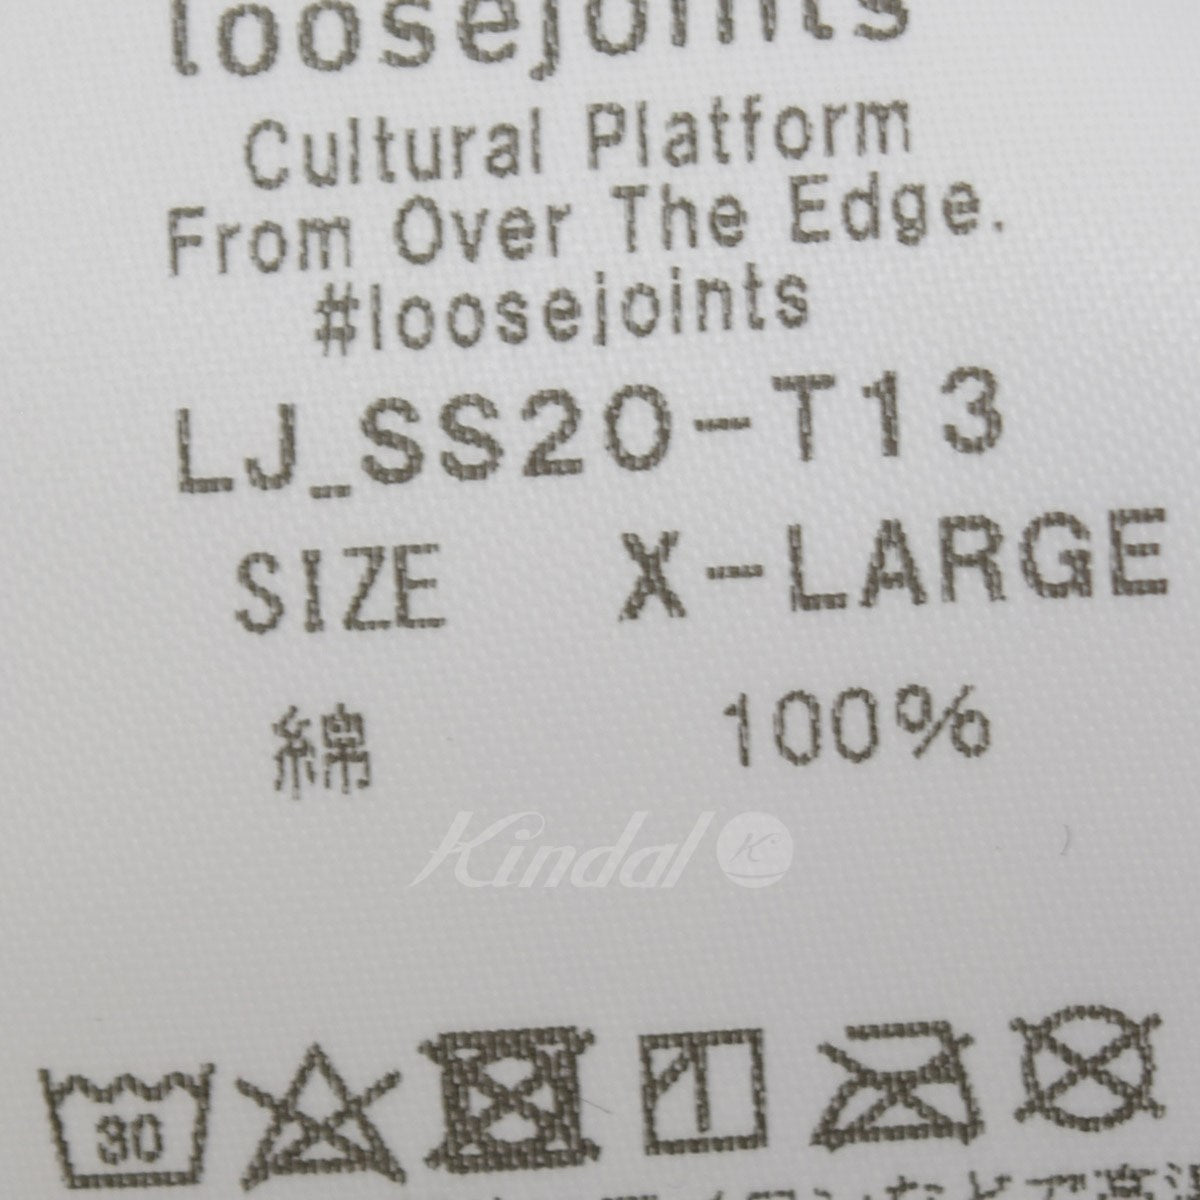 loosejoints
Cultural Platform
From Over The Edge.
#loosejoints
LJ_SS20-T13
SIZE X-LARGE
綿 100%
Kindal K
30